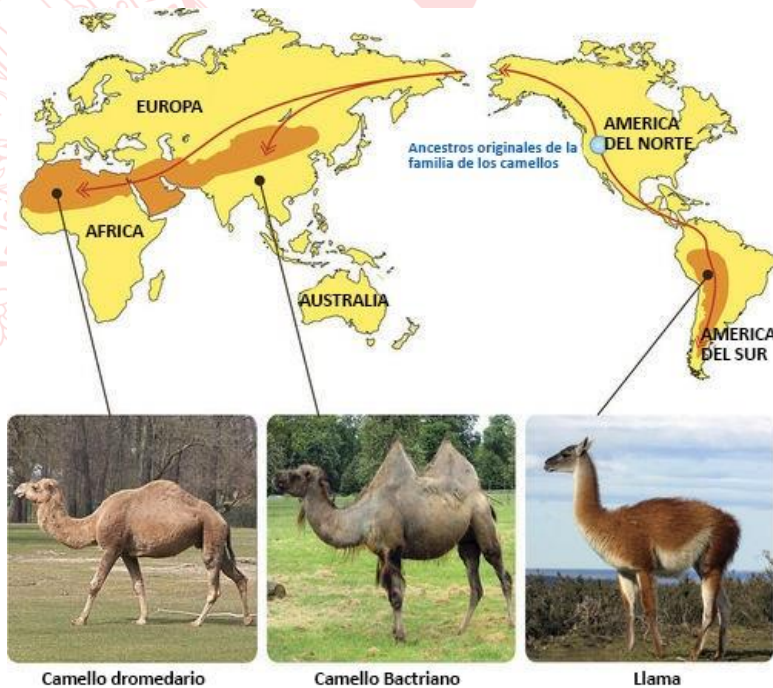 EUROPA
AMERICA
DEL NORTE
Ancestros originales de la
familia de los camellos
AFRICA
AUSTRALIA
AMERICA
DEL SUR
Camello dromedario
Camello Bactriano
Llama